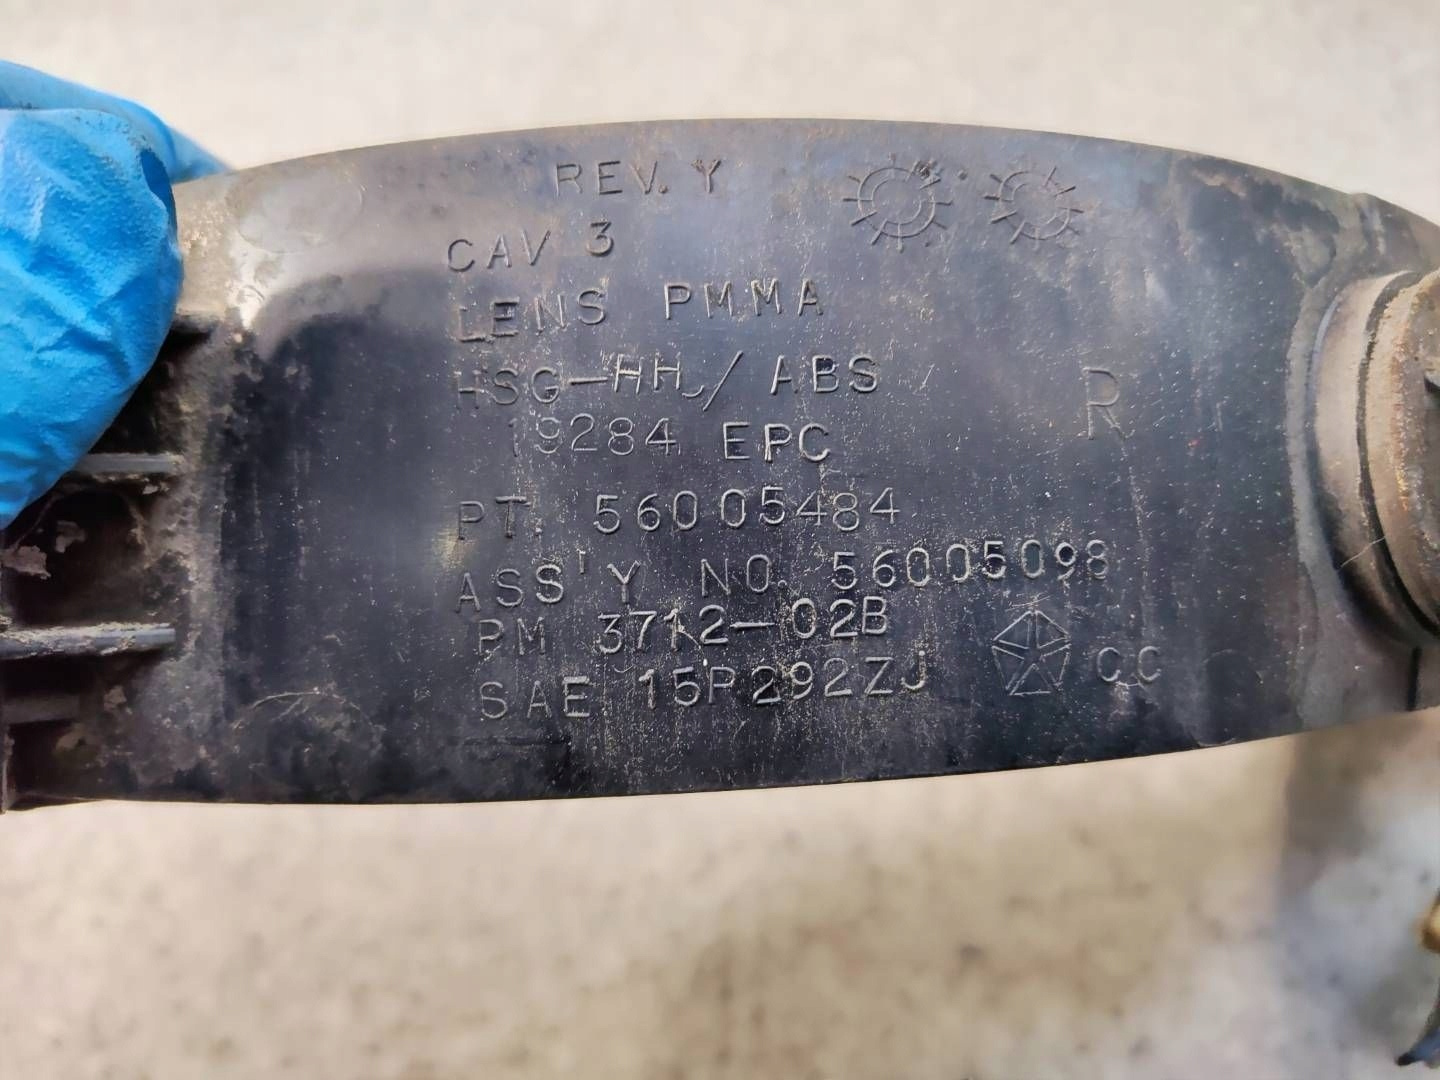 REV. Y
CAV 3
LENS PMMA
HSG-HH / ABS
19284 EPC
R
PT. 56005484
ASS'Y NO. 56005098
PM 3712-02B
SAE 15P292ZJ
CC